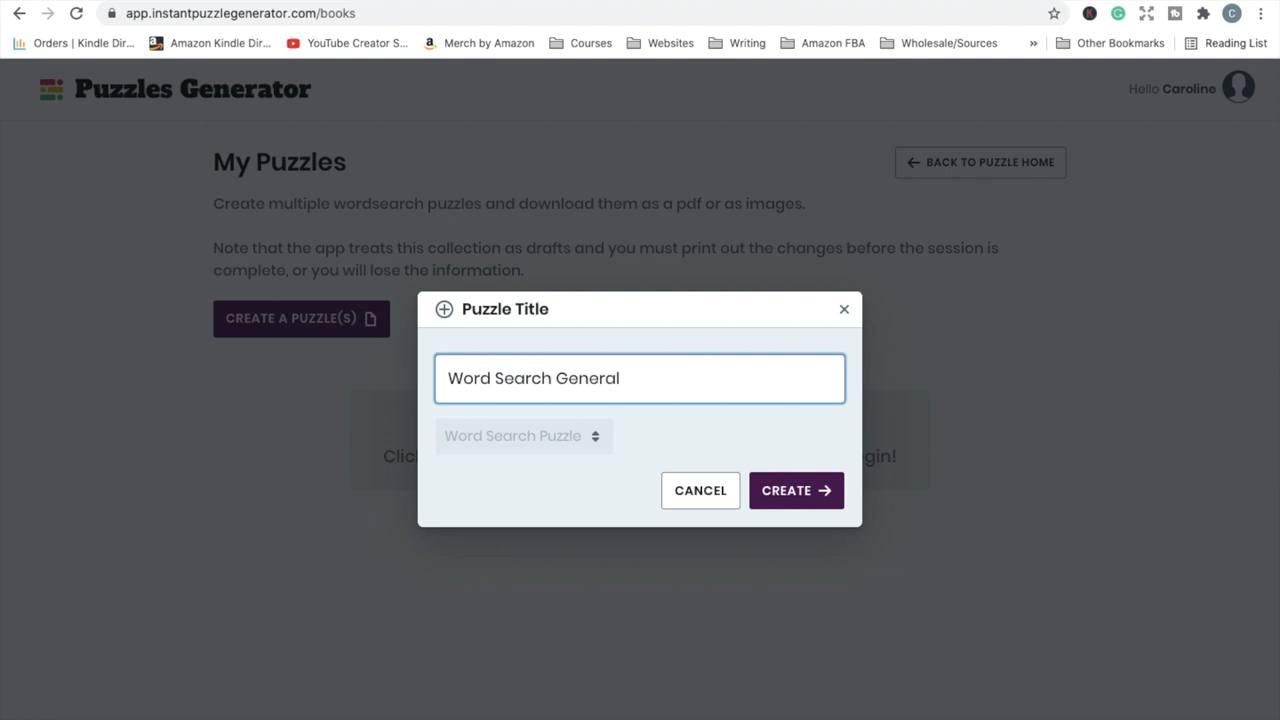 app.instantpuzzlegenerator.com/books
K G C
Orders | Kindle Dir... Amazon Kindle Dir... YouTube Creator S... Merch by Amazon Courses Websites Writing Amazon FBA Wholesale/Sources » Other Bookmarks Reading List
Puzzles Generator
Hello Caroline
My Puzzles
BACK TO PUZZLE HOME
Create multiple wordsearch puzzles and download them as a pdf or as images.
Note that the app treats this collection as drafts and you must print out the changes before the session is
complete, or you will lose the information.
CREATE A PUZZLE(S)
Puzzle Title
Word Search General
Word Search Puzzle
CANCEL CREATE